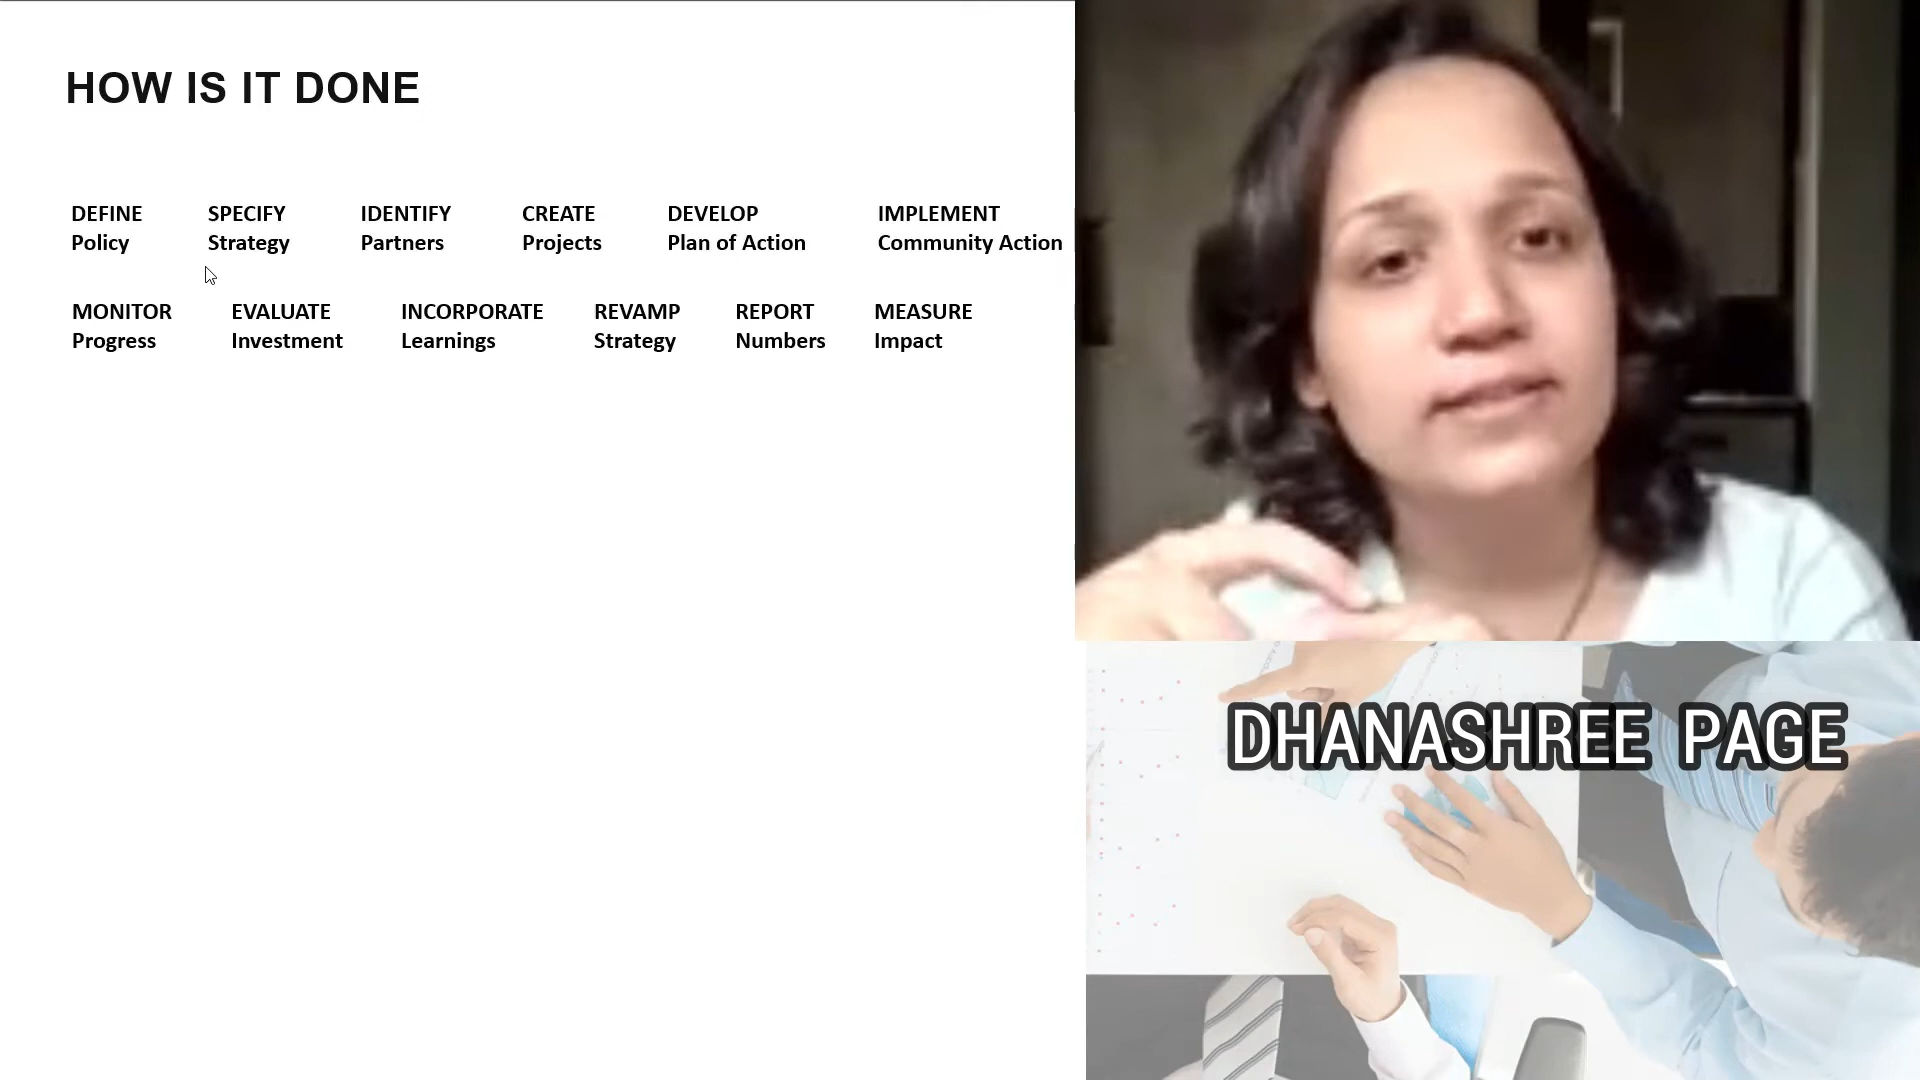 HOW IS IT DONE
DEFINE SPECIFY IDENTIFY CREATE DEVELOP IMPLEMENT
Policy Strategy Partners Projects Plan of Action Community Action
MONITOR EVALUATE INCORPORATE REVAMP REPORT MEASURE
Progress Investment Learnings Strategy Numbers Impact
DHANASHREE PAGE